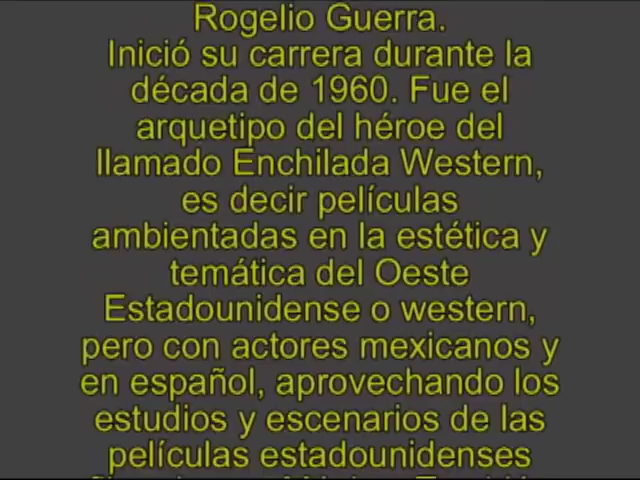 Rogelio Guerra.
Inició su carrera durante la
década de 1960. Fue el
arquetipo del héroe del
llamado Enchilada Western,
es decir películas
ambientadas en la estética y
temática del Oeste
Estadounidense o western,
pero con actores mexicanos y
en español, aprovechando los
estudios y escenarios de las
películas estadounidenses